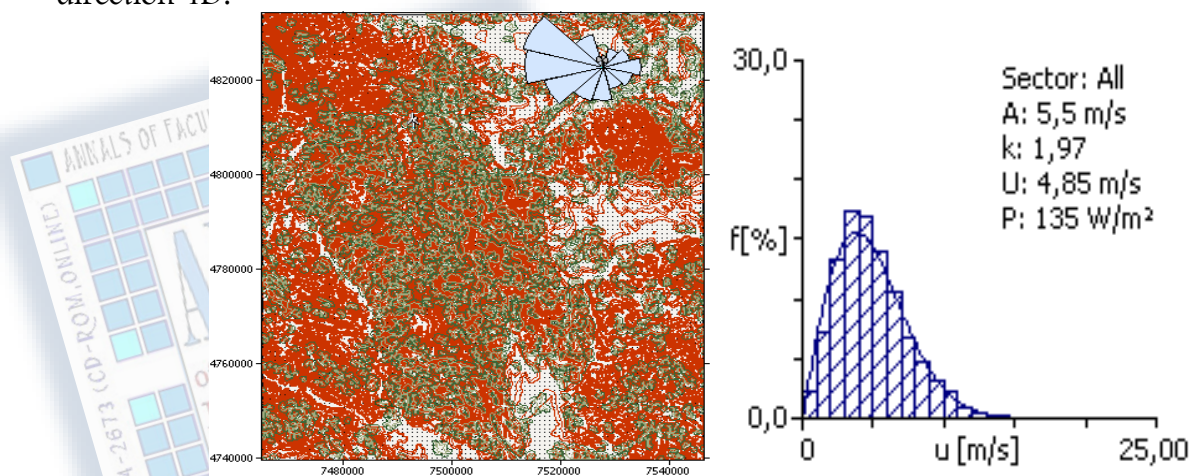 direction 4D.
ANNALS OF FACU
4-2673 (CD-ROM, ONLINE)
4820000
4800000
4780000
4760000
4740000
7480000 7500000 7520000 7540000
30,0
f[%]
0,0
0 u [m/s] 25,00
Sector: All
A: 5,5 m/s
k: 1,97
U: 4,85 m/s
P: 135 W/m²